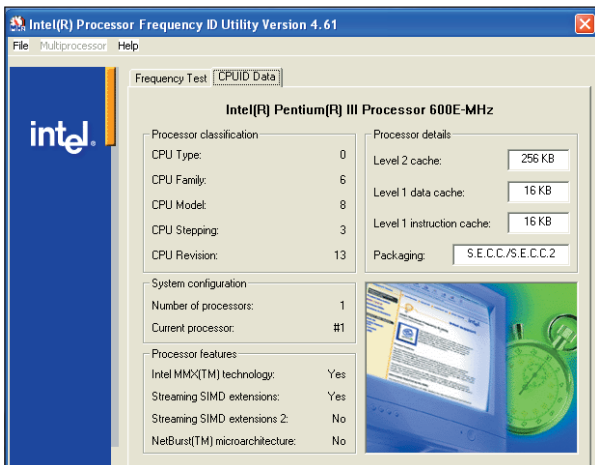 Intel(R) Processor Frequency ID Utility Version 4.61
File Multiprocessor Help
Frequency Test CPUID Data
intel.
Intel(R) Pentium(R) III Processor 600E-MHz
Processor classification
CPU Type: 0
CPU Family: 6
CPU Model: 8
CPU Stepping: 3
CPU Revision: 13
Processor details
Level 2 cache: 256 KB
Level 1 data cache: 16 KB
Level 1 instruction cache: 16 KB
Packaging: S.E.C.C./S.E.C.C.2
System configuration
Number of processors: 1
Current processor: #1
Processor features
Intel MMX(TM) technology: Yes
Streaming SIMD extensions: Yes
Streaming SIMD extensions 2: No
NetBurst(TM) microarchitecture: No